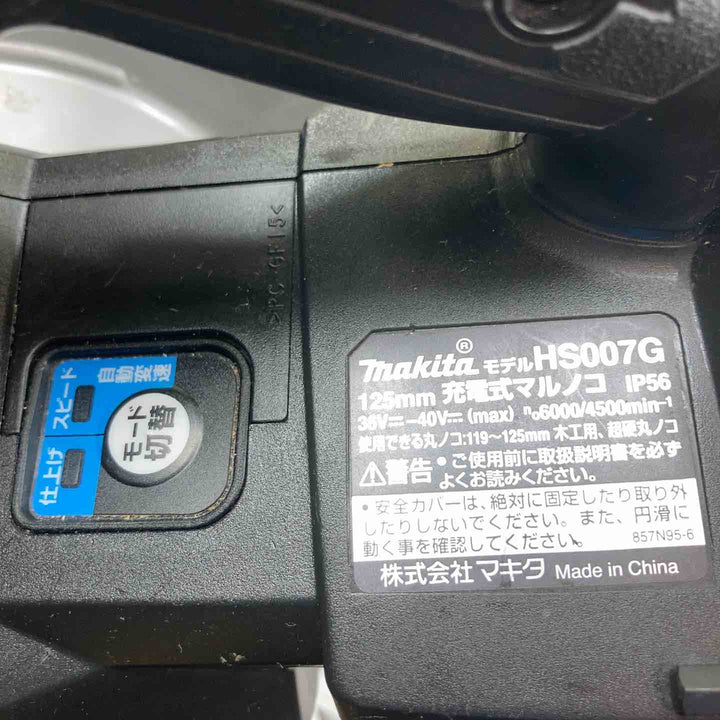 >PC-GF15<
自動変速
スピード
仕上げ
モード
切替
makita® モデル HS007G
125mm 充電式マルノコ IP56
36V⎓–40V⎓ (max) n₀6000/4500min⁻¹
使用できる丸ノコ:119～125mm 木工用、超硬丸ノコ
⚠警告・ご使用前に取扱説明書を必ず
よくお読みください。
・安全カバーは、絶対に固定したり取り外
したりしないでください。また、円滑に
動く事を確認してください。 857N95-6
株式会社マキタ Made in China